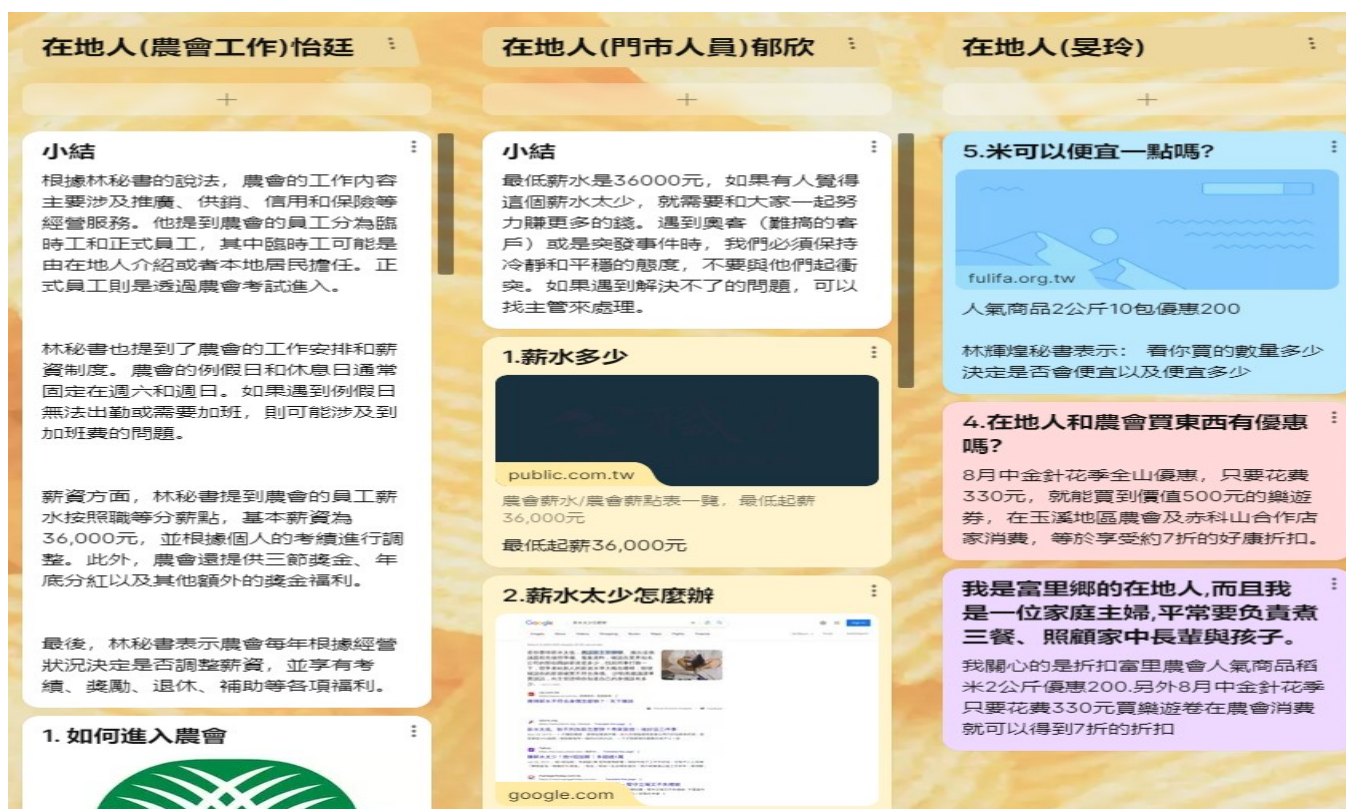 在地人(農會工作)怡廷
小結
根據林秘書的說法，農會的工作內容
主要涉及推廣、供銷、信用和保險等
經營服務。他提到農會的員工分為臨
時工和正式員工，其中臨時工可能是
由在地人介紹或者本地居民擔任。正
式員工則是透過農會考試進入。
林秘書也提到了農會的工作安排和薪
資制度。農會的例假日和休息日通常
固定在週六和週日。如果遇到例假日
無法出勤或需要加班，則可能涉及到
加班費的問題。
薪資方面，林秘書提到農會的員工薪
水按照職等分薪點，基本薪資為
36,000元，並根據個人的考績進行調
整。此外，農會還提供三節獎金、年
底分紅以及其他額外的獎金福利。
最後，林秘書表示農會每年根據經營
狀況決定是否調整薪資，並享有考
績、獎勵、退休、補助等各項福利。
1. 如何進入農會
在地人(門市人員)郁欣
小結
最低薪水是36000元，如果有人覺得
這個薪水太少，就需要和大家一起努
力賺更多的錢。遇到奧客（難搞的客
戶）或是突發事件時，我們必須保持
冷靜和平穩的態度，不要與他們起衝
突。如果遇到解決不了的問題，可以
找主管來處理。
1.薪水多少
public.com.tw
農會薪水/農會薪點表一覽，最低起薪
36,000元
最低起薪36,000元
2.薪水太少怎麼辦
Google
google.com
在地人(旻玲)
5.米可以便宜一點嗎?
fulifa.org.tw
人氣商品2公斤10包優惠200
林輝煌秘書表示： 看你買的數量多少
決定是否會便宜以及便宜多少
4.在地人和農會買東西有優惠
嗎?
8月中金針花季全山優惠，只要花費
330元，就能買到價值500元的樂遊
券，在玉溪地區農會及赤科山合作店
家消費，等於享受約7折的好康折扣。
我是富里鄉的在地人,而且我
是一位家庭主婦,平常要负責煮
三餐、照顧家中長輩與孩子。
我關心的是折扣富里農會人氣商品稻
米2公斤優惠200.另外8月中金針花季
只要花費330元買樂遊卷在農會消費
就可以得到7折的折扣